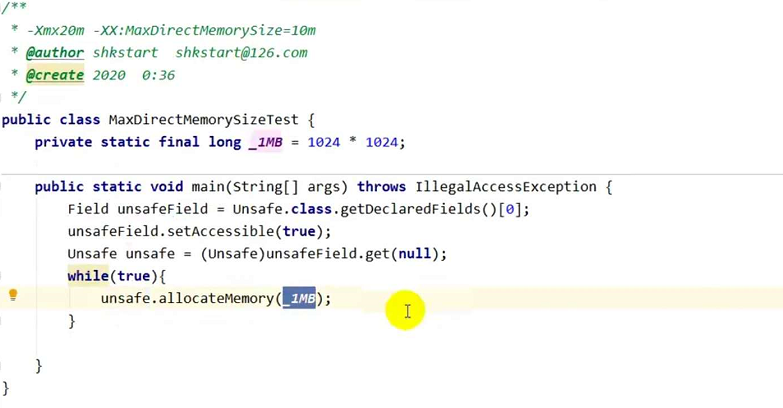 /**
 * -Xmx20m -XX:MaxDirectMemorySize=10m
 * @author shkstart  shkstart@126.com
 * @create 2020  0:36
 */
public class MaxDirectMemorySizeTest {
    private static final long _1MB = 1024 * 1024;
    public static void main(String[] args) throws IllegalAccessException {
        Field unsafeField = Unsafe.class.getDeclaredFields()[0];
        unsafeField.setAccessible(true);
        Unsafe unsafe = (Unsafe)unsafeField.get(null);
        while(true){
            unsafe.allocateMemory(_1MB);
        }
    }
}